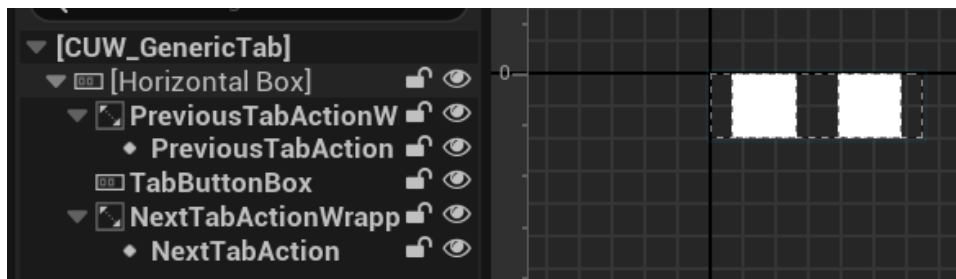 [CUW_GenericTab]
[Horizontal Box]
PreviousTabActionW
PreviousTabAction
TabButtonBox
NextTabActionWrapp
NextTabAction
0